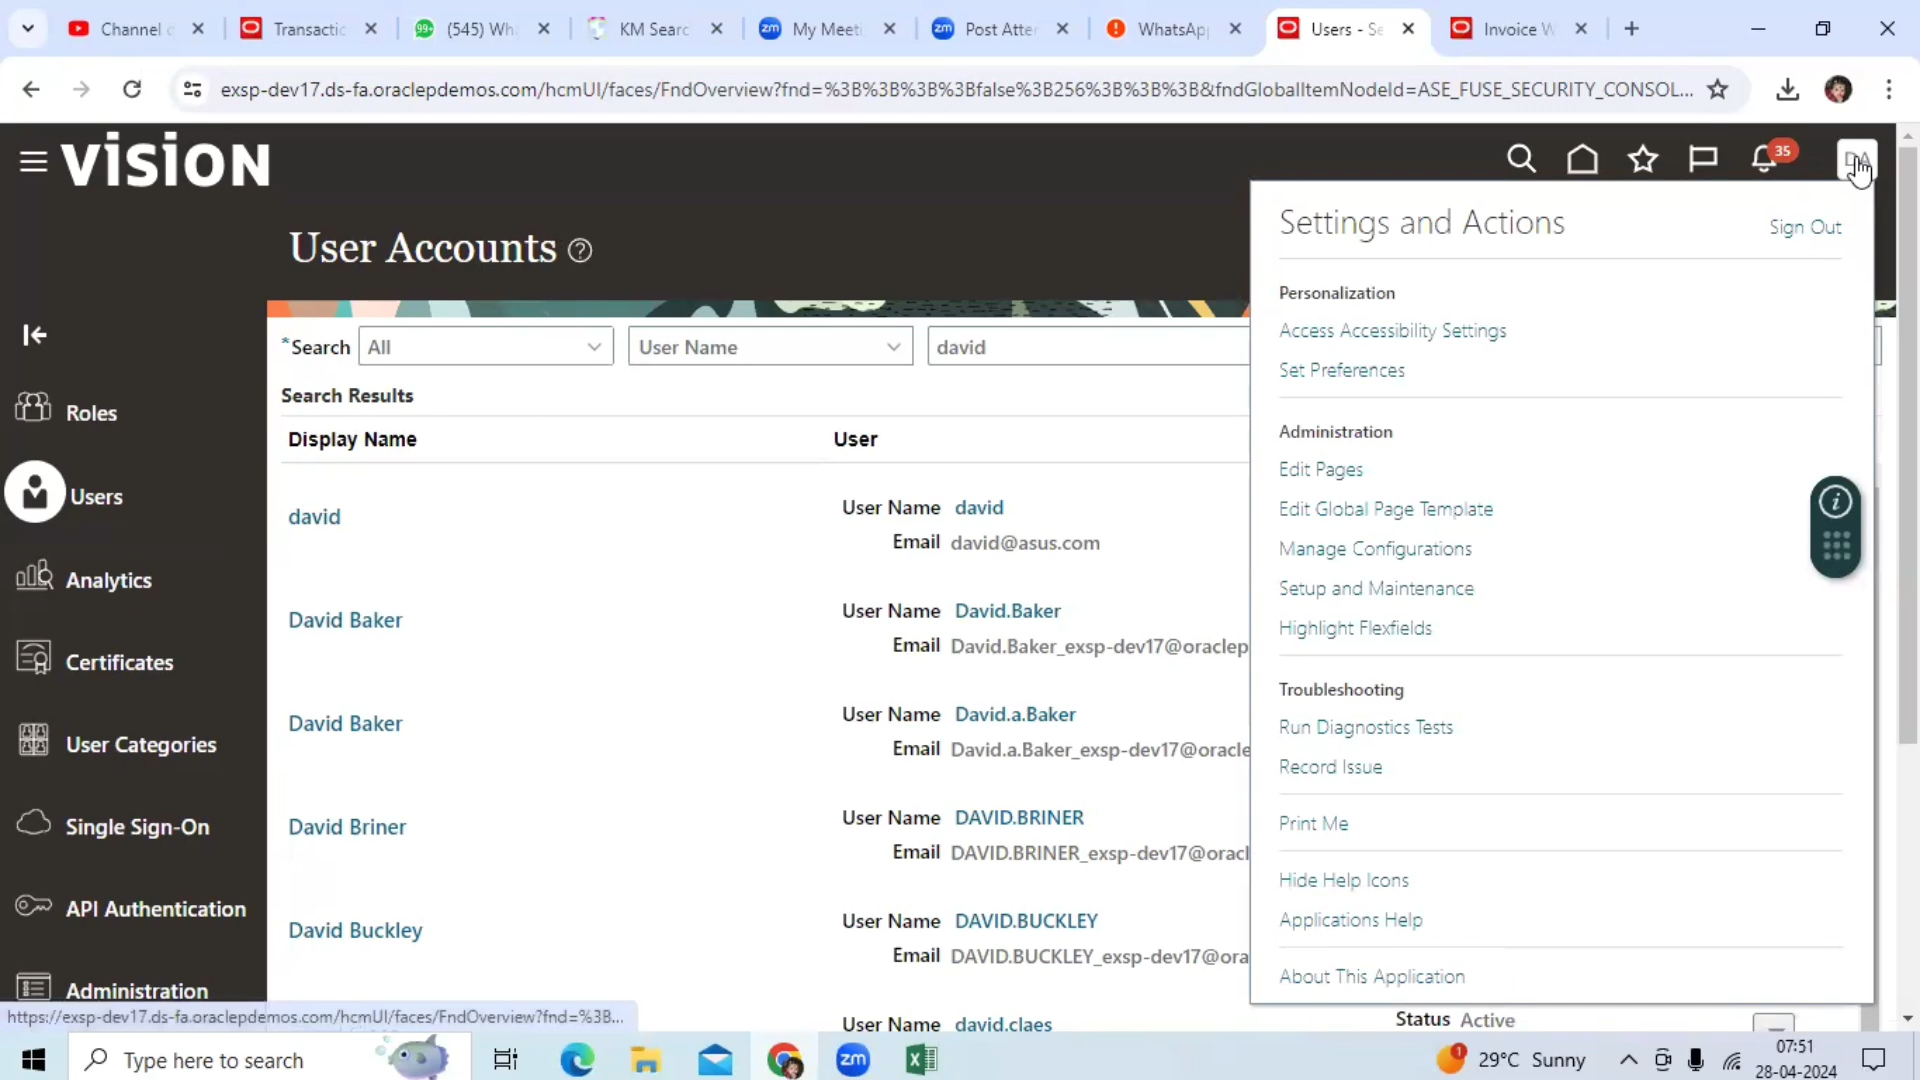 Channel c
Transactic
(545) Wh
KM Searc
My Meeti
Post Atter
WhatsApp
Users - Se
Invoice W
exsp-dev17.ds-fa.oraclepdemos.com/hcmUI/faces/FndOverview?fnd=%3B%3B%3B%3Bfalse%3B256%3B%3B%3B&fndGlobalItemNodeId=ASE_FUSE_SECURITY_CONSOL...
VISION
35
DA
User Accounts
Settings and Actions
Sign Out
Personalization
Access Accessibility Settings
Set Preferences
Administration
Edit Pages
Edit Global Page Template
Manage Configurations
Setup and Maintenance
Highlight Flexfields
Troubleshooting
Run Diagnostics Tests
Record Issue
Print Me
Hide Help Icons
Applications Help
About This Application
Roles
Users
Analytics
Certificates
User Categories
Single Sign-On
API Authentication
Administration
*Search All User Name david
Search Results
Display Name User
david User Name david
Email david@asus.com
David Baker User Name David.Baker
Email David.Baker_exsp-dev17@oraclep
David Baker User Name David.a.Baker
Email David.a.Baker_exsp-dev17@oracle
David Briner User Name DAVID.BRINER
Email DAVID.BRINER_exsp-dev17@oracl
David Buckley User Name DAVID.BUCKLEY
Email DAVID.BUCKLEY_exsp-dev17@ora
User Name david.claes
Status Active
https://exsp-dev17.ds-fa.oraclepdemos.com/hcmUI/faces/FndOverview?fnd=%3B...
Type here to search
zm
1
29°C Sunny
07:51
28-04-2024